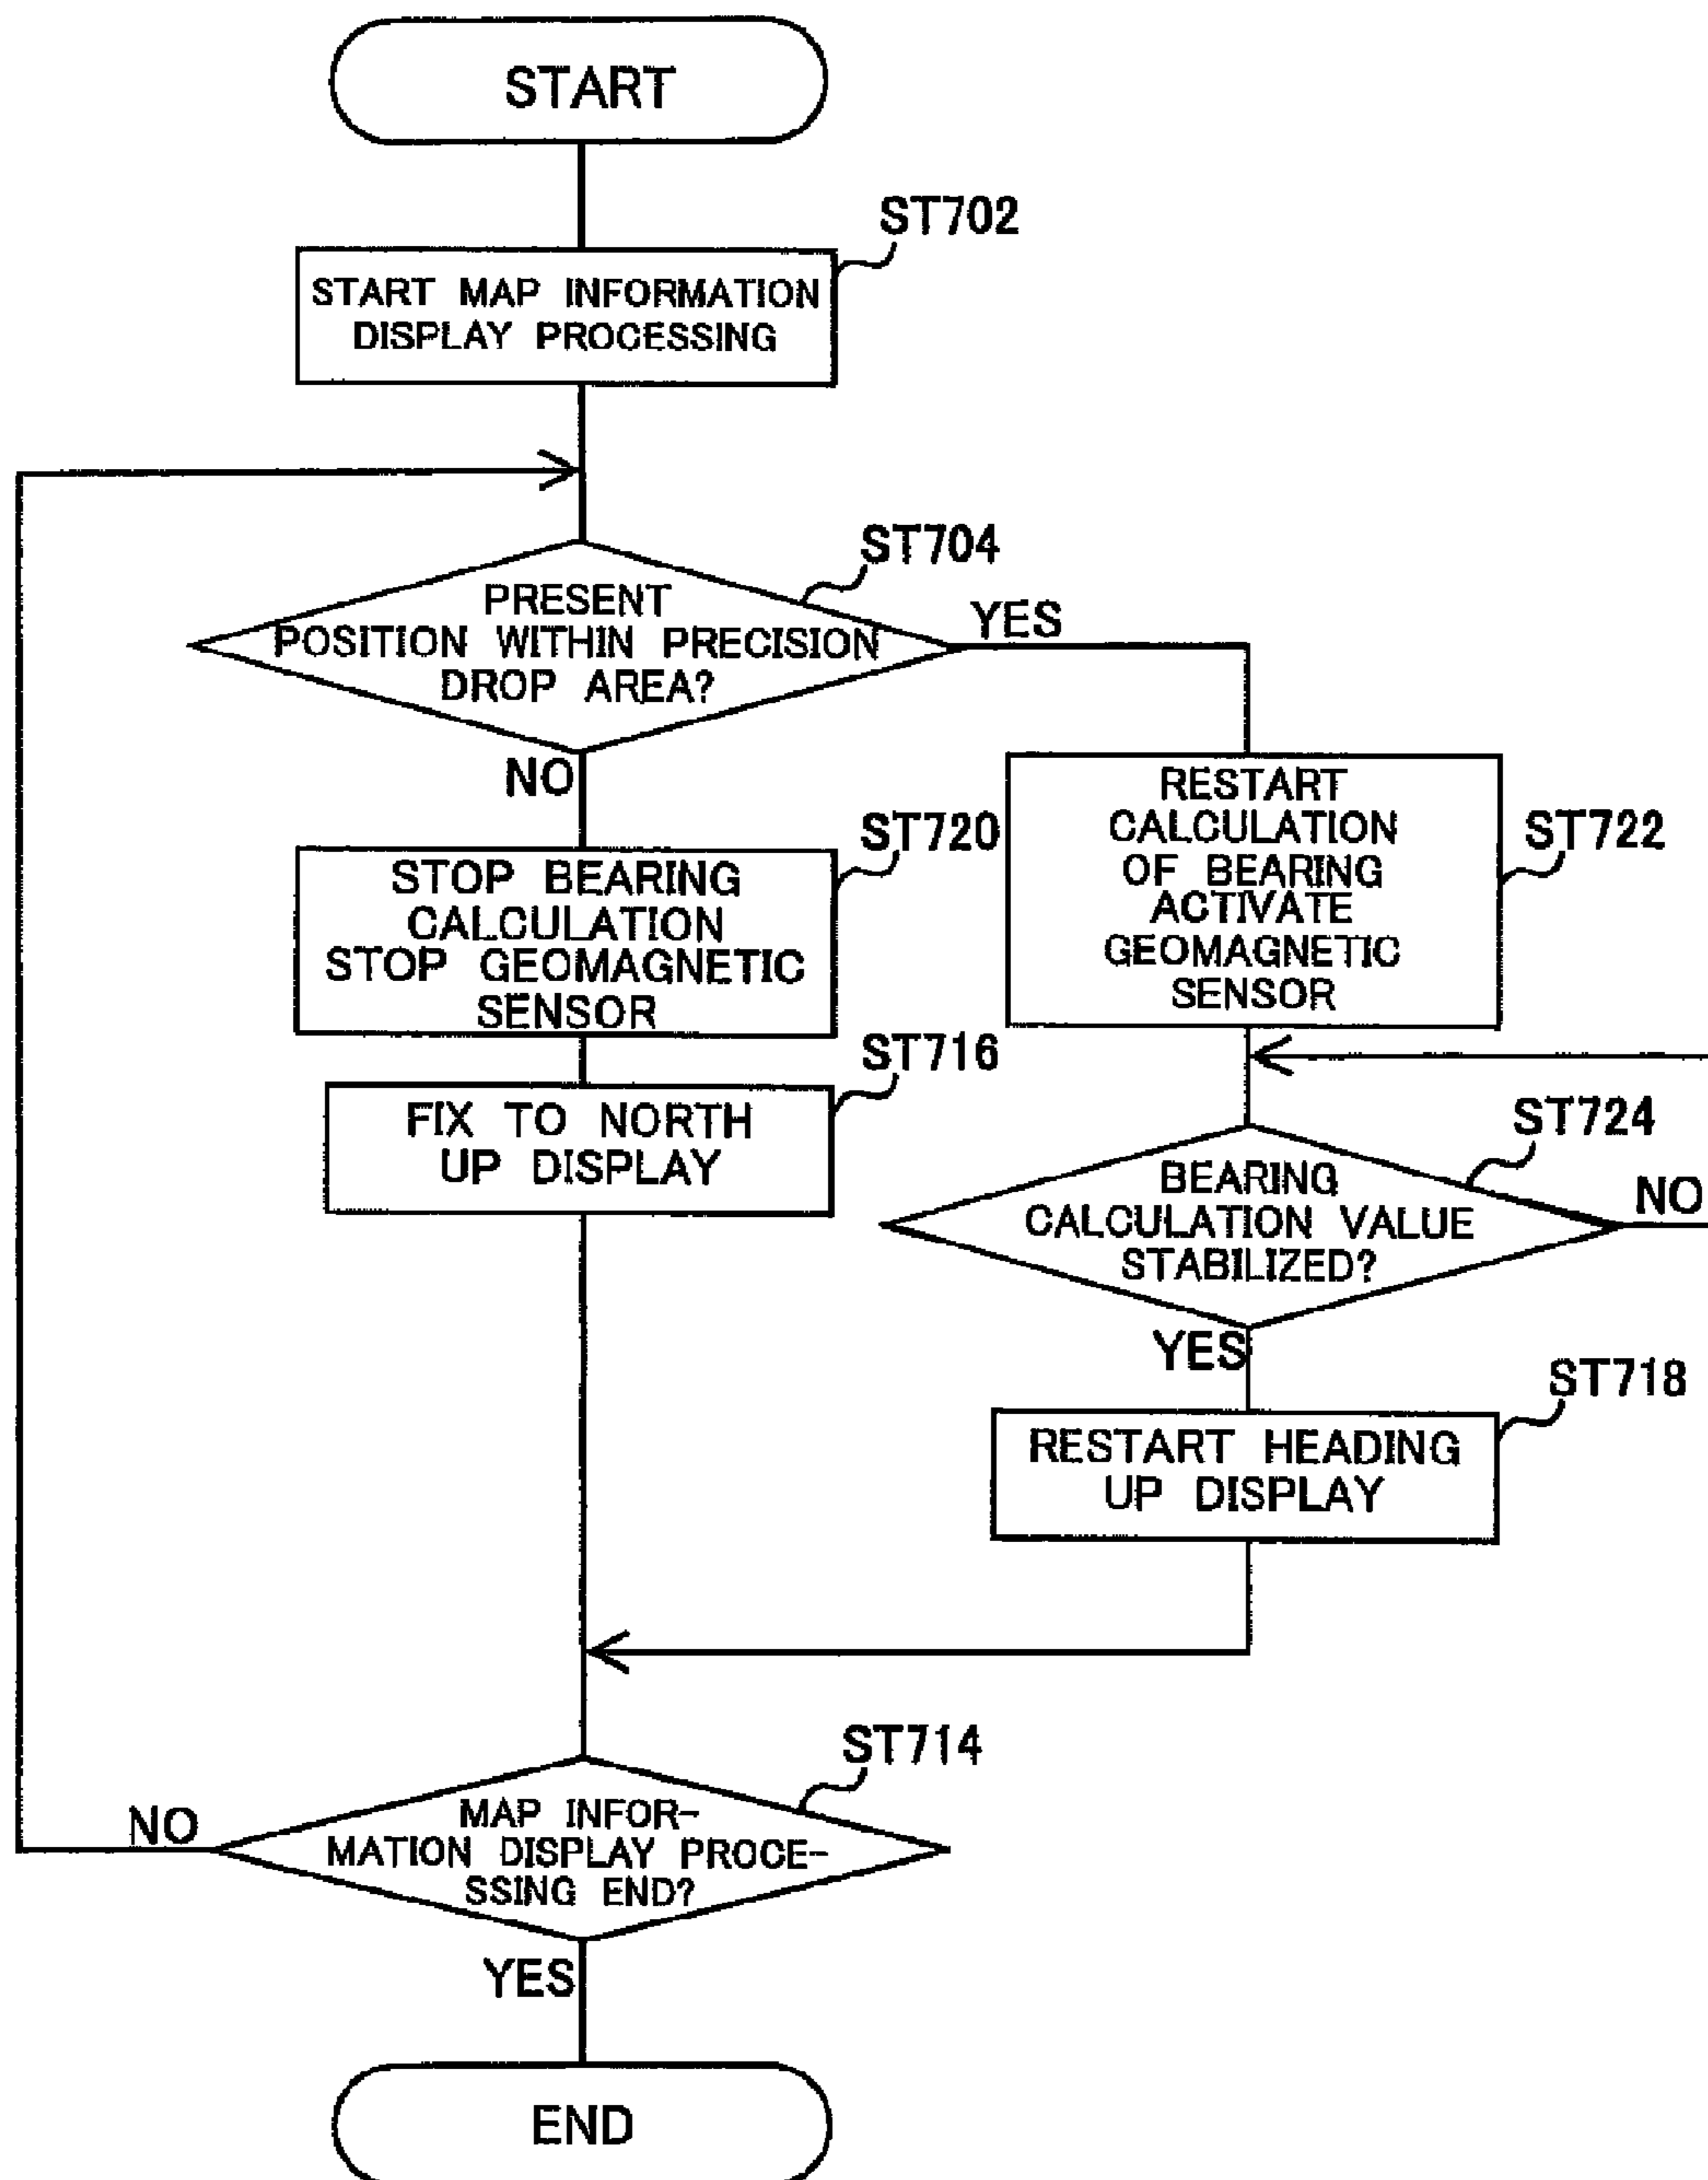 START
ST702
START MAP INFORMATION
DISPLAY PROCESSING
ST704
PRESENT
POSITION WITHIN PRECISION
DROP AREA?
YES
NO
ST720
STOP BEARING
CALCULATION
STOP GEOMAGNETIC
SENSOR
RESTART
CALCULATION
OF BEARING
ACTIVATE
GEOMAGNETIC
SENSOR
ST722
ST716
FIX TO NORTH
UP DISPLAY
ST724
BEARING
CALCULATION VALUE
STABILIZED?
NO
YES
ST718
RESTART HEADING
UP DISPLAY
ST714
MAP INFOR-
MATION DISPLAY PROCE-
SSING END?
NO
YES
END